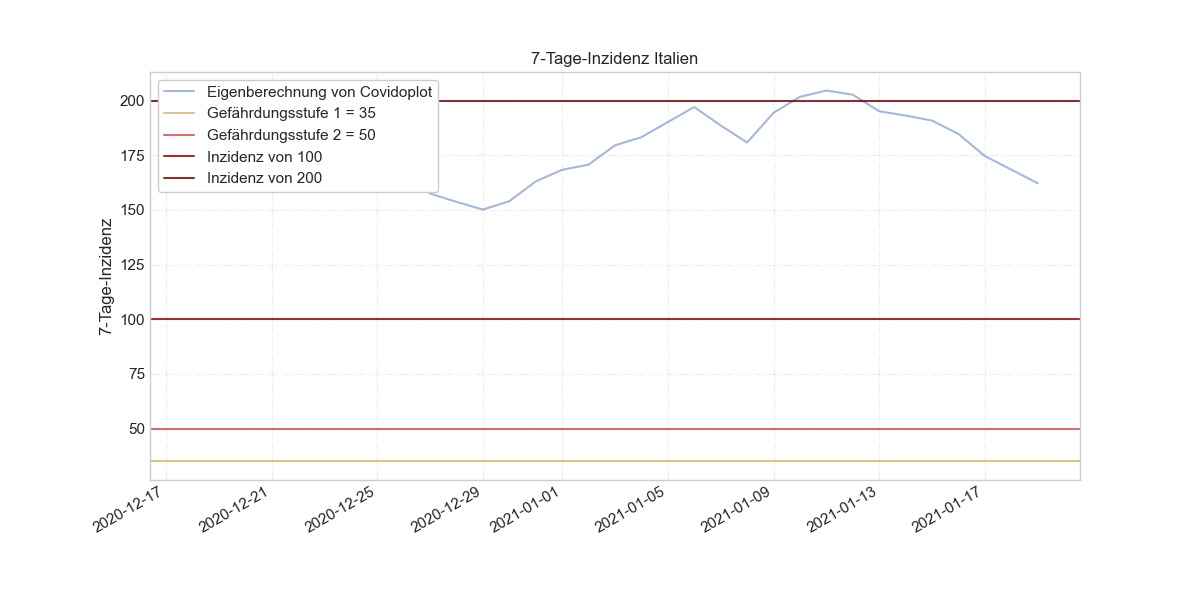 7-Tage-Inzidenz Italien
Eigenberechnung von Covidoplot
Gefährdungsstufe 1 = 35
Gefährdungsstufe 2 = 50
Inzidenz von 100
Inzidenz von 200
7-Tage-Inzidenz
200
175
150
125
100
75
50
2020-12-17
2020-12-21
2020-12-25
2020-12-29
2021-01-01
2021-01-05
2021-01-09
2021-01-13
2021-01-17